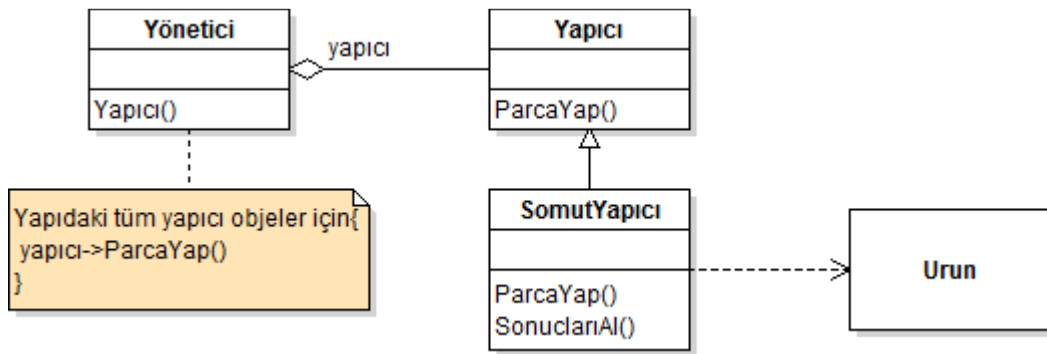 Yönetici
yapıcı
Yapıcı
Yapıcı()
ParcaYap()
Yapıdaki tüm yapıcı objeler için{
yapıcı->ParcaYap()
}
SomutYapıcı
ParcaYap()
SonuclarıAl()
Urun